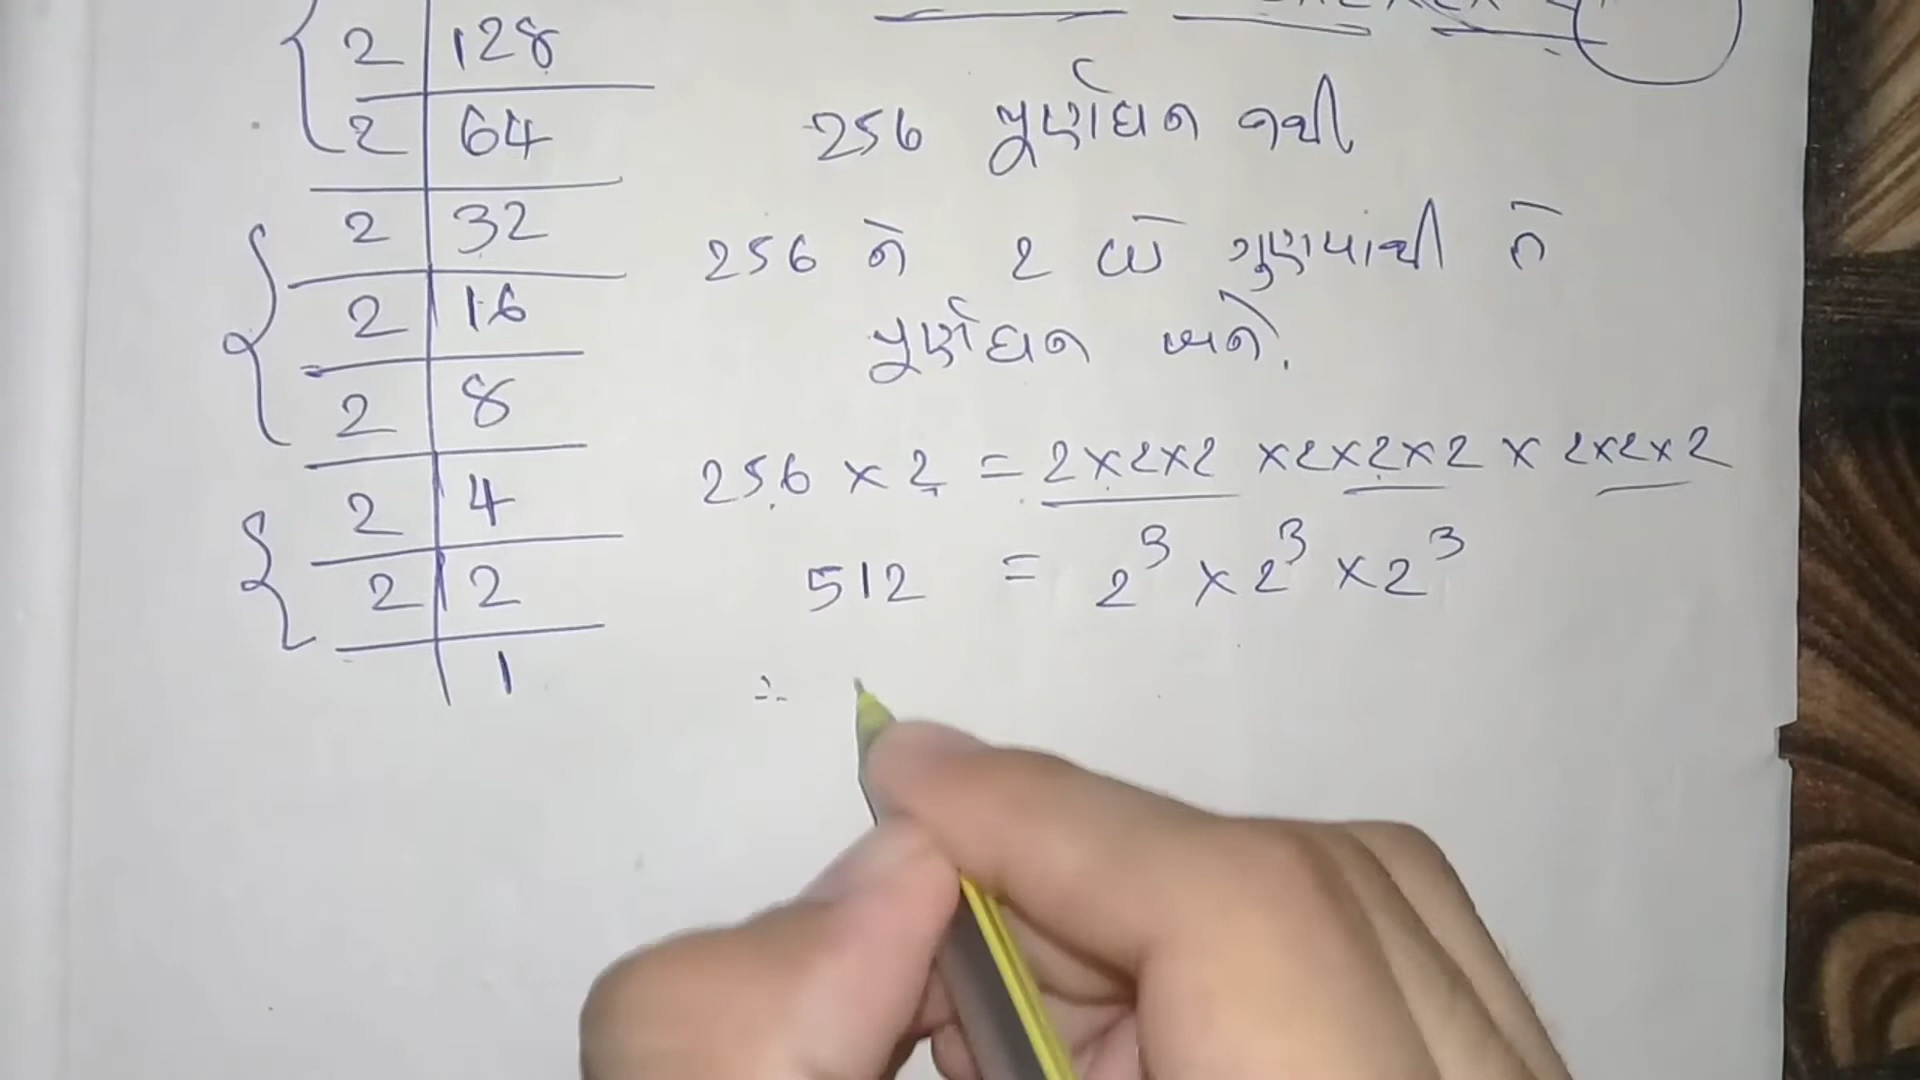 2 | 128
2 | 64
2 | 32
2 | 16
2 | 8
2 | 4
2 | 2
1
256 પૂર્ણઘન નથી
256 ને 2 વડે ગુણવાથી તે
પૂર્ણઘન બને.
256 × 2 = 2×2×2 ×2×2×2 × 2×2×2
512 = 2³ × 2³ × 2³
∴